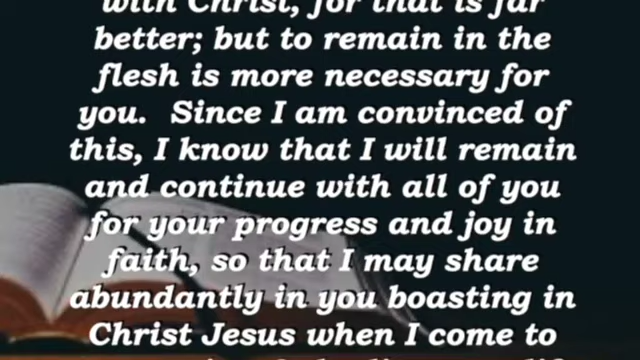 with Christ, for that is far
better; but to remain in the
flesh is more necessary for
you. Since I am convinced of
this, I know that I will remain
and continue with all of you
for your progress and joy in
faith, so that I may share
abundantly in you boasting in
Christ Jesus when I come to